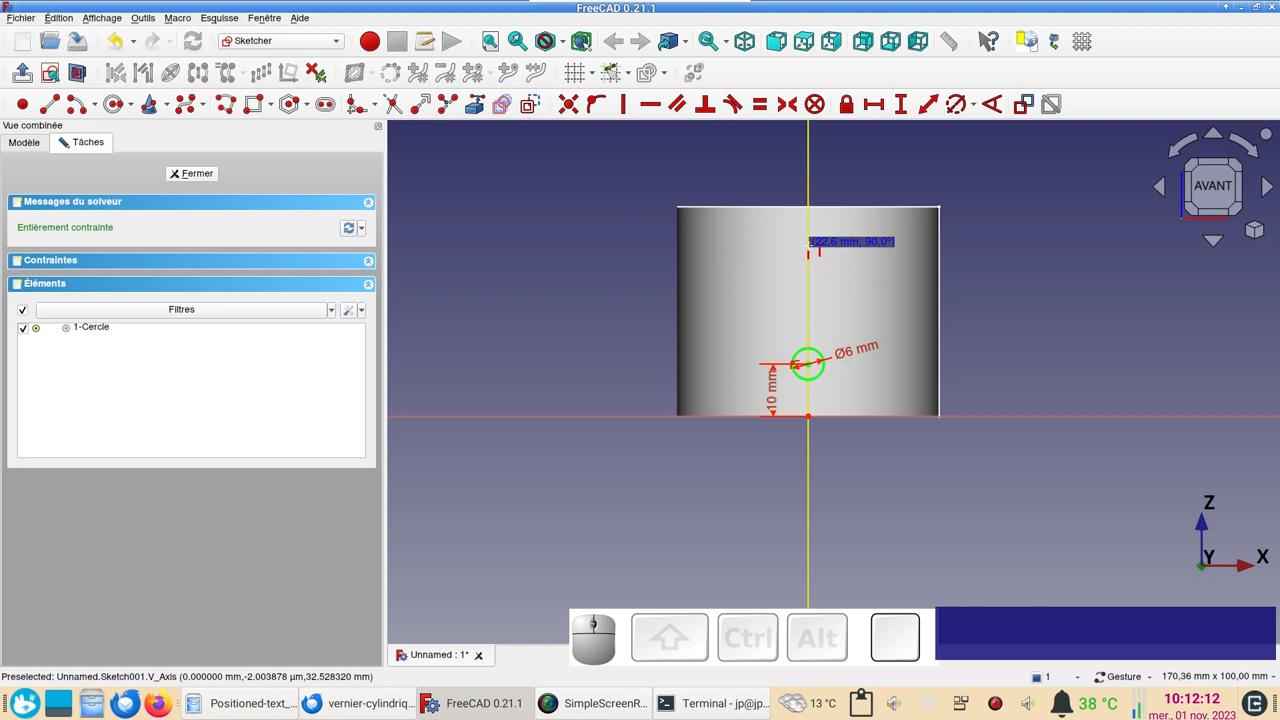 FreeCAD 0.21.1
Fichier Édition Affichage Outils Macro Esquisse Fenêtre Aide
Sketcher
Vue combinée
Modèle Tâches
Fermer
Messages du solveur
Entièrement contrainte
Contraintes
Éléments
Filtres
1-Cercle
AVANT
(22,6 mm, 90,0°)
Ø6 mm
10 mm
Z
Y
X
Ctrl Alt
Unnamed : 1*
Preselected: Unnamed.Sketch001.V_Axis (0.000000 mm,-2.003878 µm,32.528320 mm)
1 Gesture 170,36 mm x 100,00 mm
Positioned-text_... vernier-cylindriq... FreeCAD 0.21.1 SimpleScreenR... Terminal - jp@jp... 13 °C 38 °C
10:12:12
mer., 01 nov. 2023